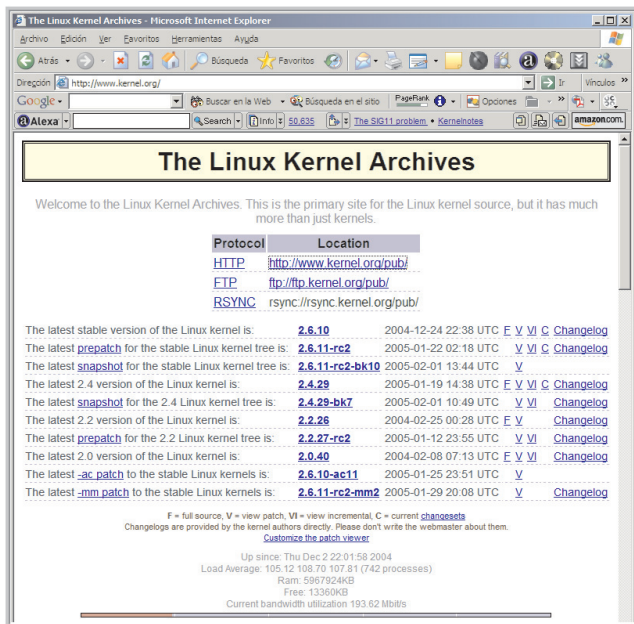 The Linux Kernel Archives - Microsoft Internet Explorer
Archivo Edición Ver Favoritos Herramientas Ayuda
Atrás Búsqueda Favoritos
Dirección http://www.kernel.org/ Ir Vínculos »
Google Buscar en la Web Búsqueda en el sitio PageRank Opciones »
Alexa Search Info 50,635 The SIG11 problem • Kernelnotes amazon.com
The Linux Kernel Archives
Welcome to the Linux Kernel Archives. This is the primary site for the Linux kernel source, but it has much
more than just kernels.
Protocol Location
HTTP http://www.kernel.org/pub/
FTP ftp://ftp.kernel.org/pub/
RSYNC rsync://rsync.kernel.org/pub/
The latest stable version of the Linux kernel is: 2.6.10 2004-12-24 22:38 UTC F V VI C Changelog
The latest prepatch for the stable Linux kernel tree is: 2.6.11-rc2 2005-01-22 02:18 UTC V VI C Changelog
The latest snapshot for the stable Linux kernel tree is: 2.6.11-rc2-bk10 2005-02-01 13:44 UTC V
The latest 2.4 version of the Linux kernel is: 2.4.29 2005-01-19 14:38 UTC F V VI C Changelog
The latest snapshot for the 2.4 Linux kernel tree is: 2.4.29-bk7 2005-02-01 10:49 UTC V Changelog
The latest 2.2 version of the Linux kernel is: 2.2.26 2004-02-25 00:28 UTC F V Changelog
The latest prepatch for the 2.2 Linux kernel tree is: 2.2.27-rc2 2005-01-12 23:55 UTC V VI Changelog
The latest 2.0 version of the Linux kernel is: 2.0.40 2004-02-08 07:13 UTC F V VI Changelog
The latest -ac patch to the stable Linux kernels is: 2.6.10-ac11 2005-01-25 23:51 UTC V
The latest -mm patch to the stable Linux kernels is: 2.6.11-rc2-mm2 2005-01-29 20:08 UTC V Changelog
F = full source, V = view patch, VI = view incremental, C = current changesets
Changelogs are provided by the kernel authors directly. Please don't write the webmaster about them.
Customize the patch viewer
Up since: Thu Dec 2 22:01:58 2004
Load Average: 105.12 108.70 107.81 (742 processes)
Ram: 5967924KB
Free: 13360KB
Current bandwidth utilization 193.62 Mbit/s